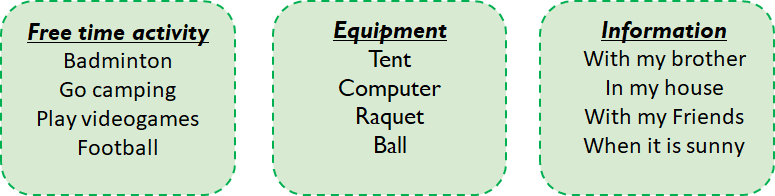 Free time activity
Badminton
Go camping
Play videogames
Football
Equipment
Tent
Computer
Raquet
Ball
Information
With my brother
In my house
With my Friends
When it is sunny